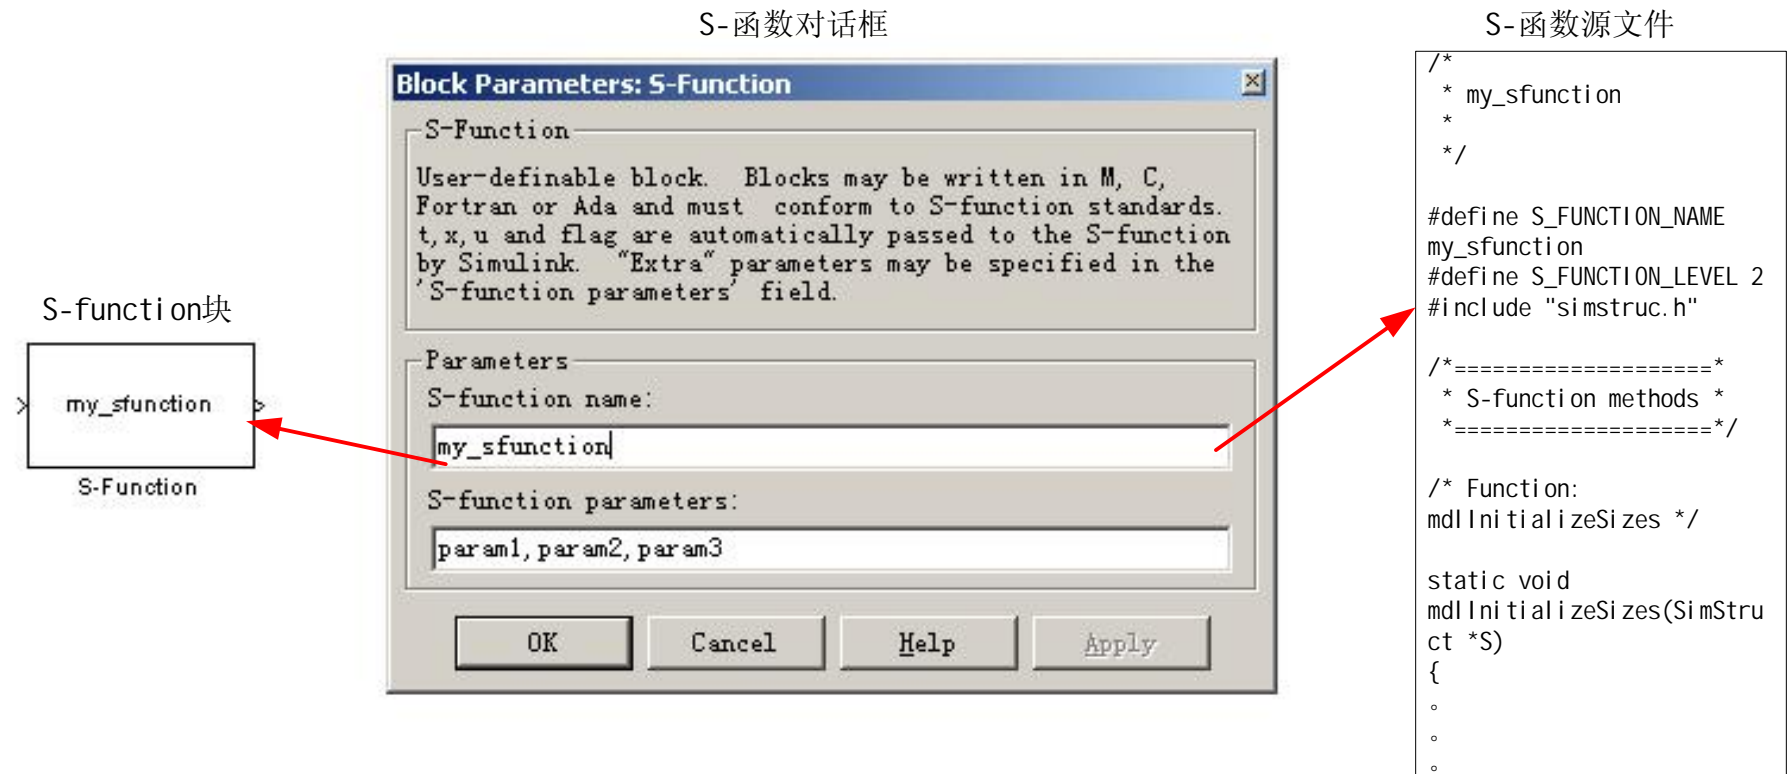 S-函数对话框
S-函数源文件
S-function块
my_sfunction
S-Function
Block Parameters: S-Function
S-Function
User-definable block.  Blocks may be written in M, C,
Fortran or Ada and must  conform to S-function standards.
t,x,u and flag are automatically passed to the S-function
by Simulink.  "Extra" parameters may be specified in the
'S-function parameters' field.
Parameters
S-function name:
my_sfunction
S-function parameters:
param1,param2,param3
OK
Cancel
Help
Apply
/*
* my_sfunction
*
*/
#define S_FUNCTION_NAME
my_sfunction
#define S_FUNCTION_LEVEL 2
#include "simstruc.h"
/*====================*
* S-function methods *
*====================*/
/* Function:
mdlInitializeSizes */
static void
mdlInitializeSizes(SimStru
ct *S)
{
。
。
。